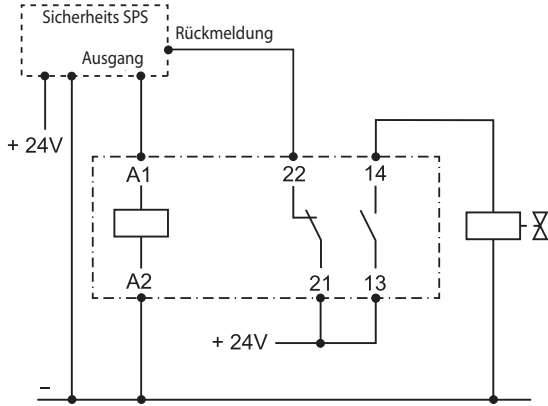 Sicherheits SPS
Rückmeldung
Ausgang
+ 24V
A1
22
14
A2
21
13
+ 24V
–